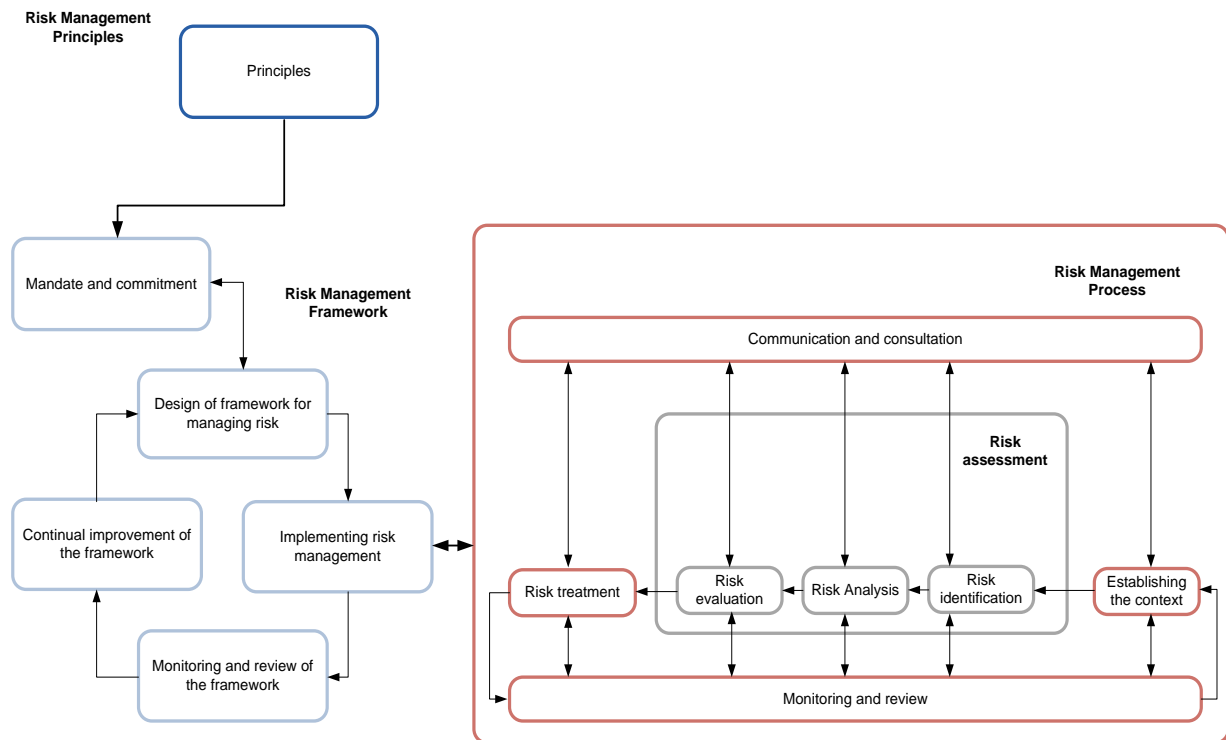 Risk Management
Principles
Principles
Mandate and commitment
Risk Management
Framework
Design of framework for
managing risk
Continual improvement of
the framework
Implementing risk
management
Monitoring and review of
the framework
Risk Management
Process
Communication and consultation
Risk
assessment
Risk treatment
Risk
evaluation
Risk Analysis
Risk
identification
Establishing
the context
Monitoring and review